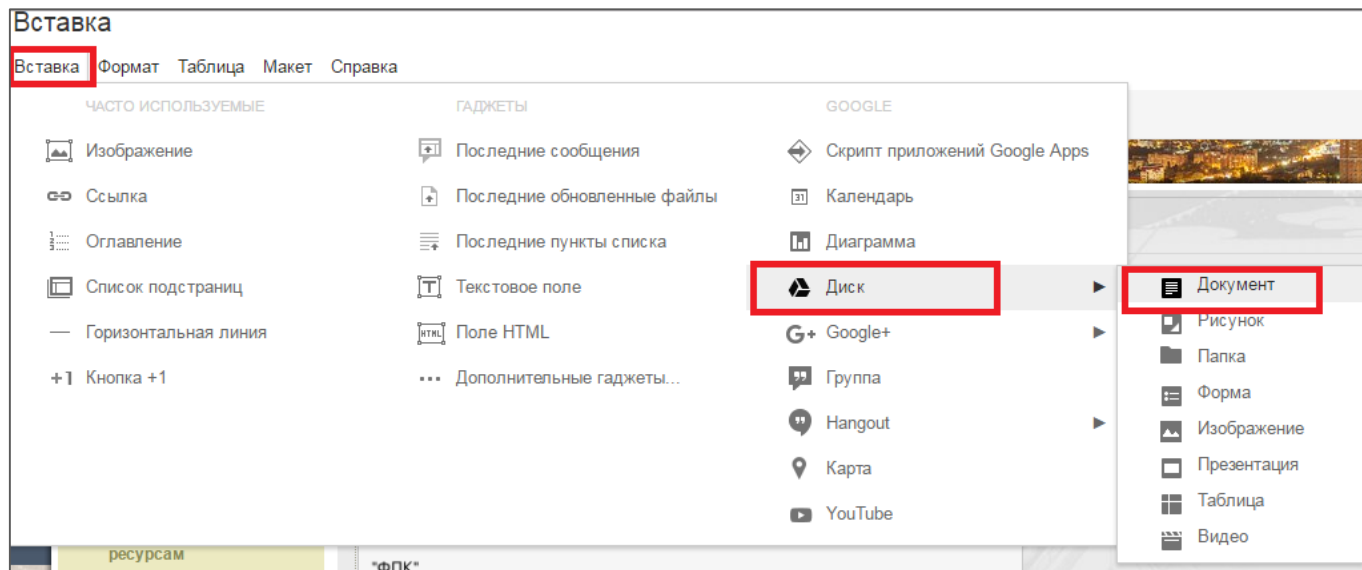 Вставка
Вставка Формат Таблица Макет Справка
ЧАСТО ИСПОЛЬЗУЕМЫЕ
Изображение
Ссылка
Оглавление
Список подстраниц
Горизонтальная линия
+1 Кнопка +1
ГАДЖЕТЫ
Последние сообщения
Последние обновленные файлы
Последние пункты списка
Текстовое поле
HTML Поле HTML
Дополнительные гаджеты...
GOOGLE
Скрипт приложений Google Apps
31 Календарь
Диаграмма
Диск
G+ Google+
Группа
Hangout
Карта
YouTube
Документ
Рисунок
Папка
Форма
Изображение
Презентация
Таблица
Видео
ресурсам
"ФПК"